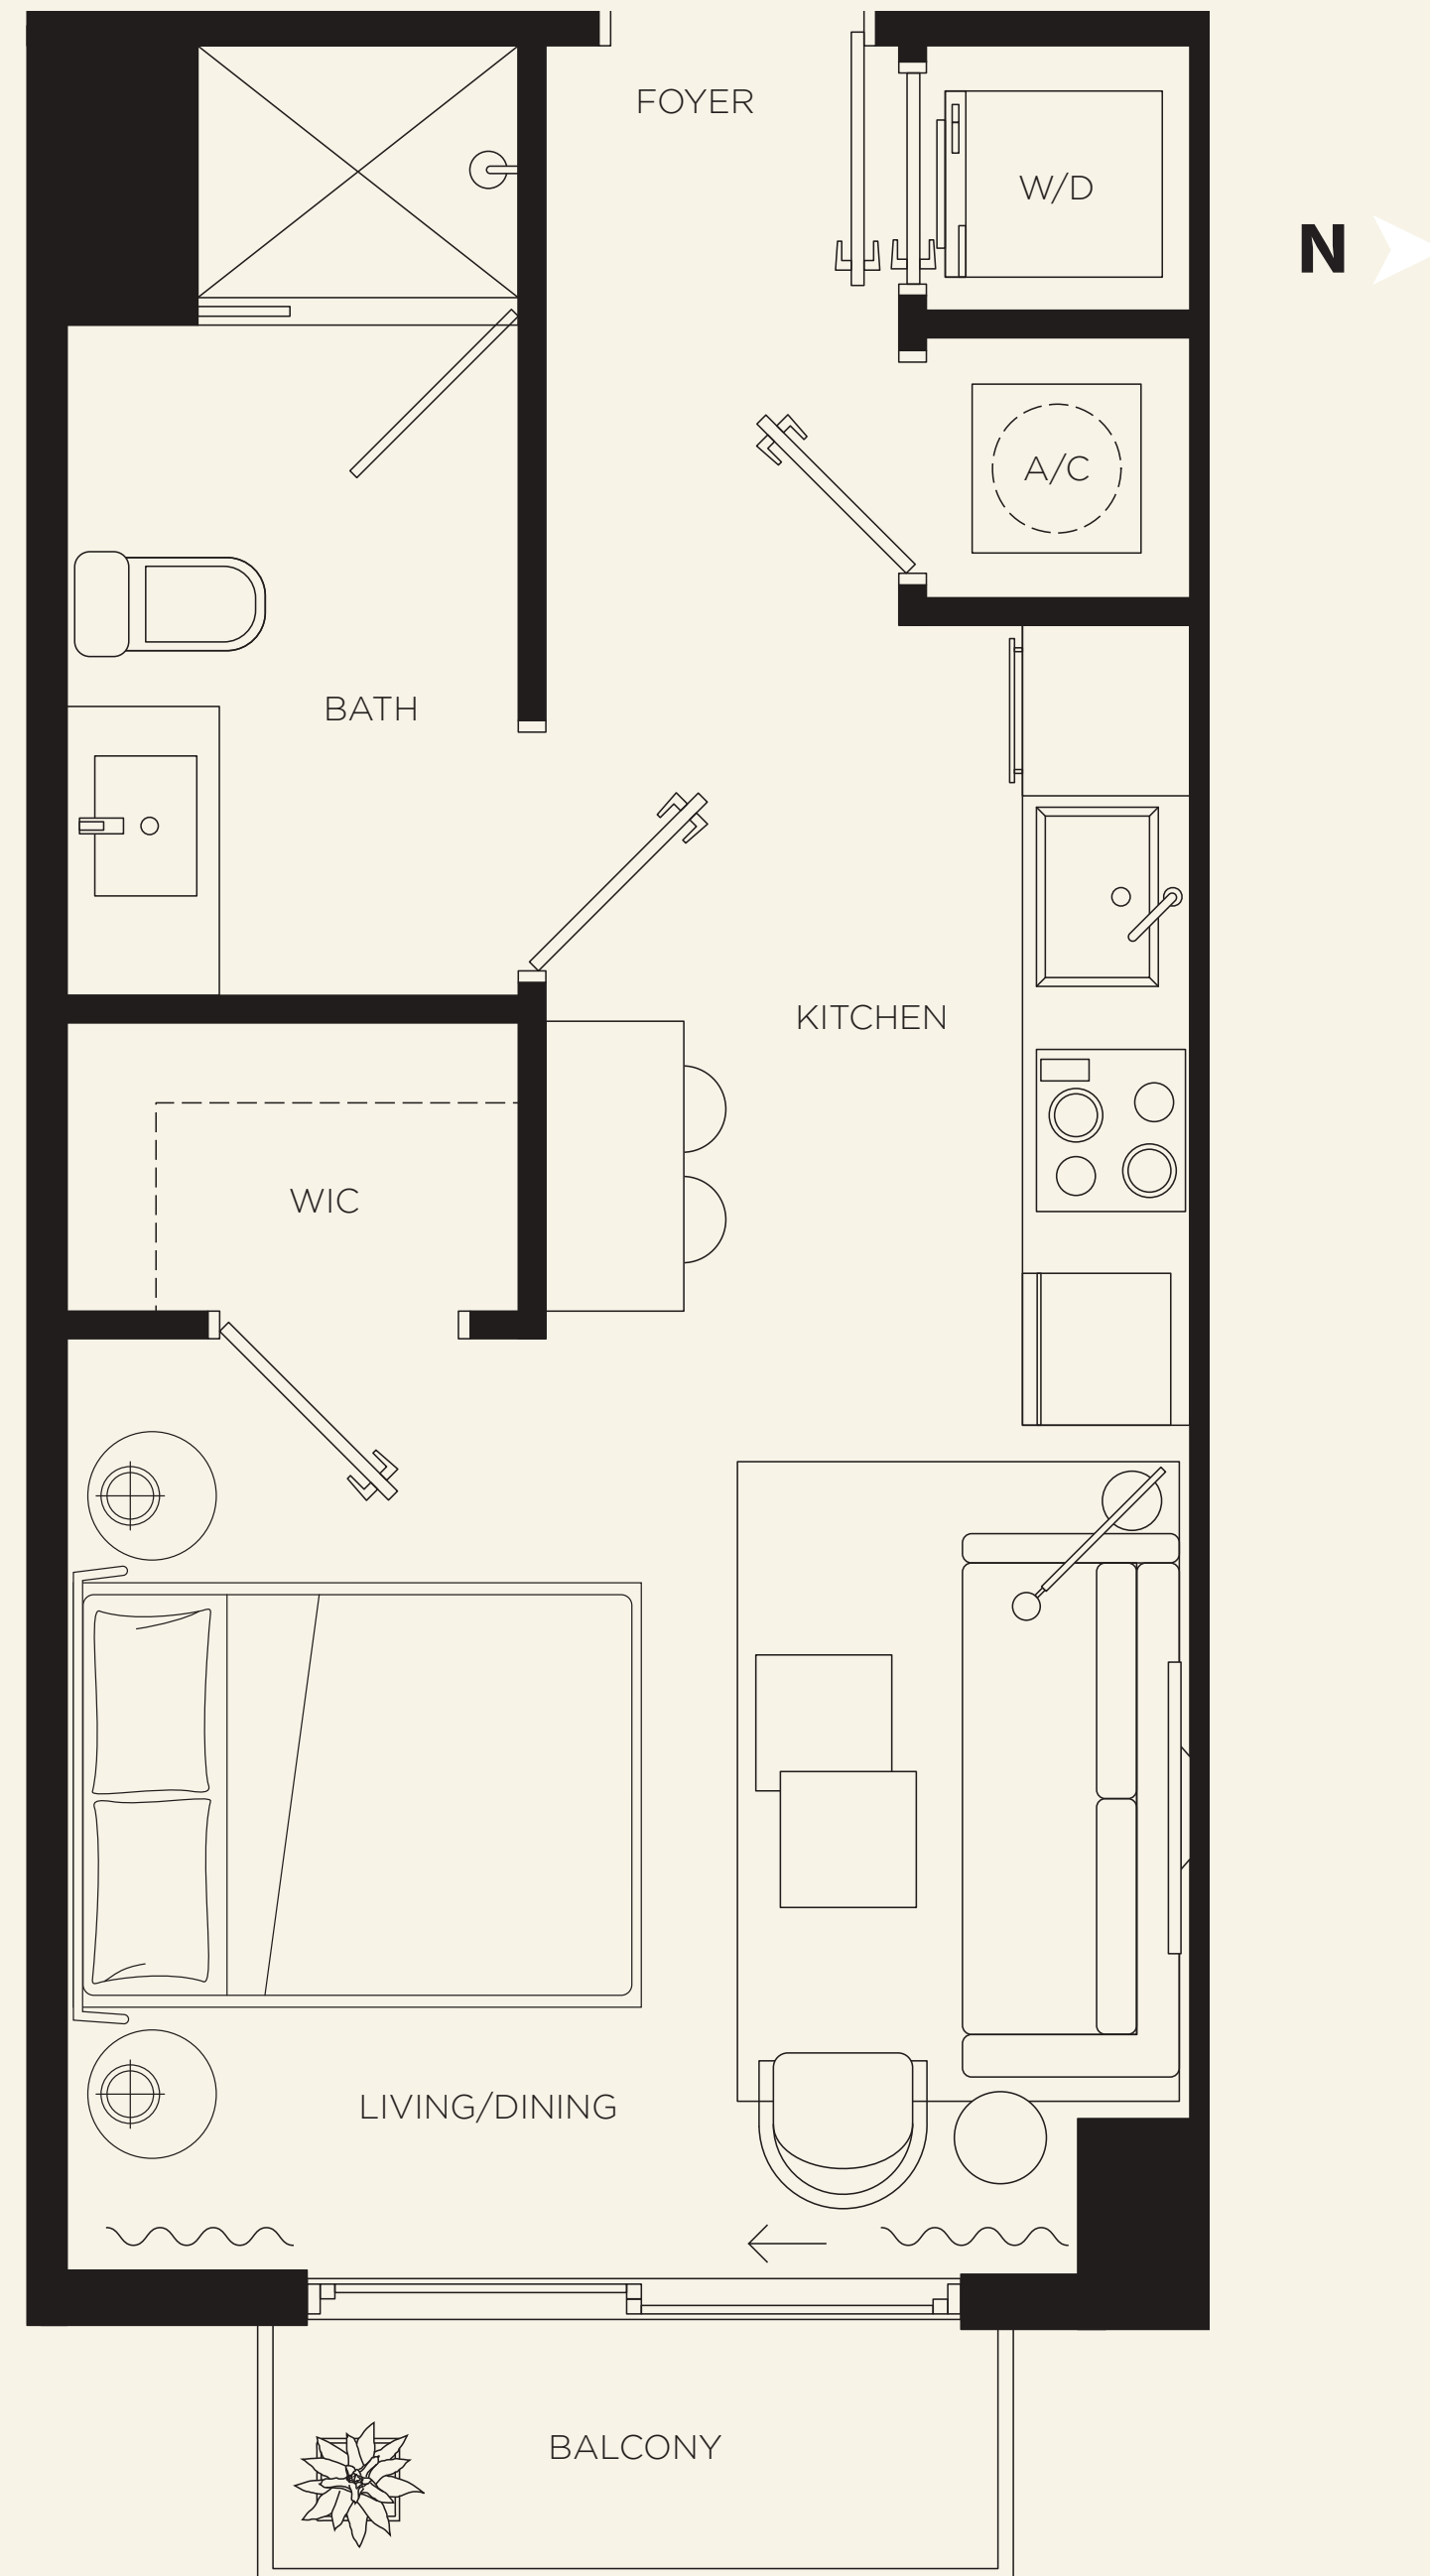 FOYER
W/D
N
A/C
BATH
KITCHEN
WIC
LIVING/DINING
BALCONY